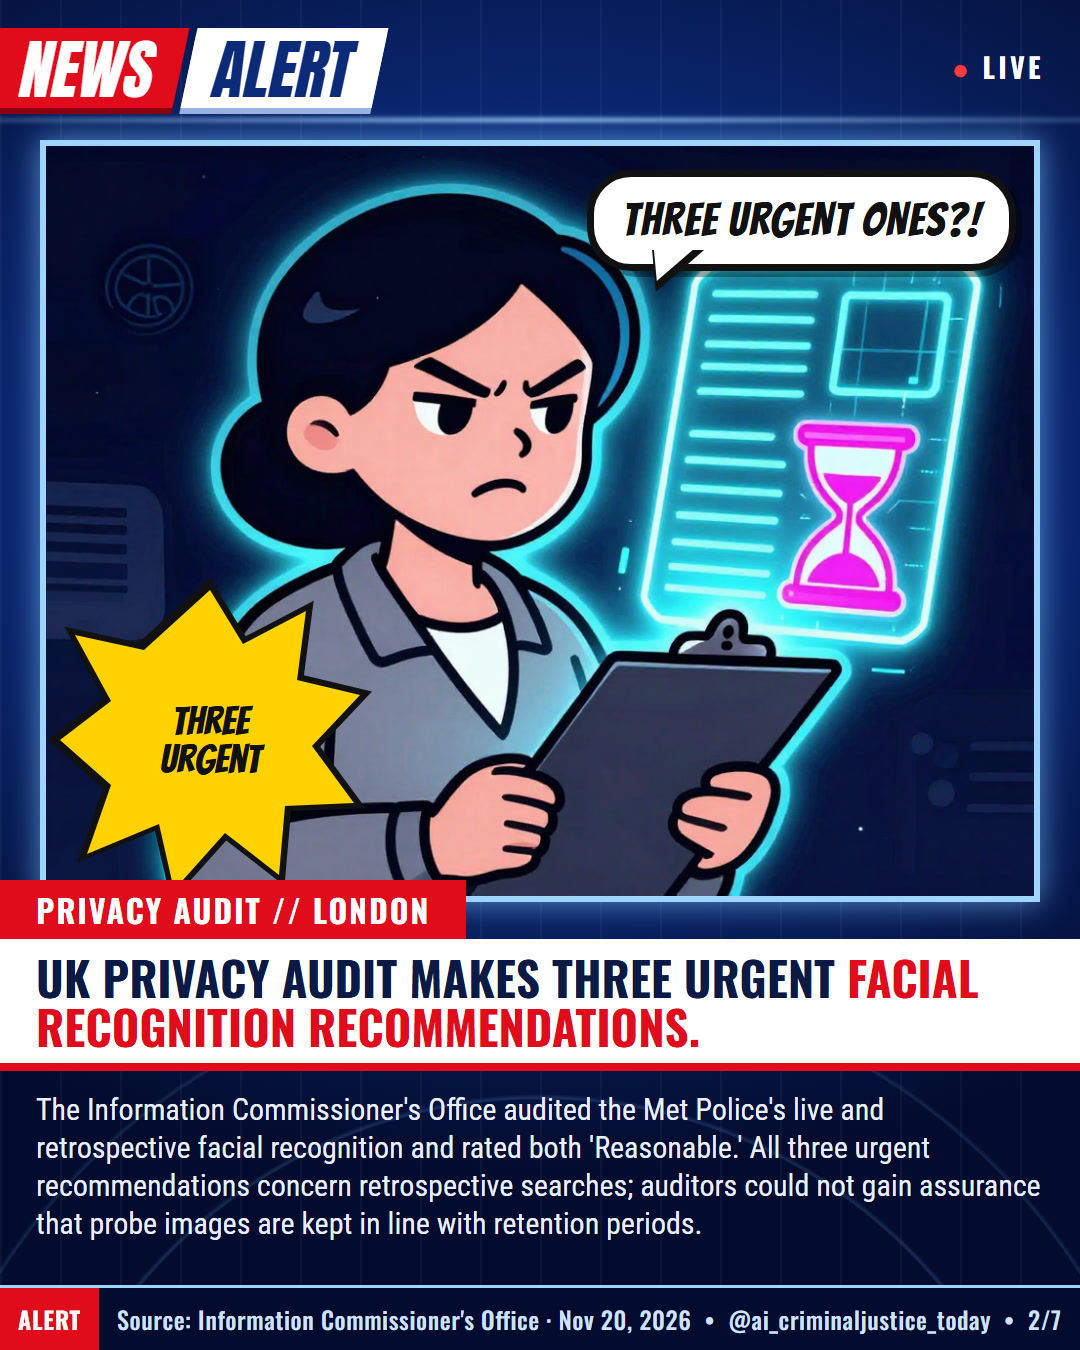 NEWS ALERT
● LIVE
THREE URGENT ONES?!
THREE
URGENT
PRIVACY AUDIT // LONDON
UK PRIVACY AUDIT MAKES THREE URGENT FACIAL
RECOGNITION RECOMMENDATIONS.
The Information Commissioner's Office audited the Met Police's live and
retrospective facial recognition and rated both 'Reasonable.' All three urgent
recommendations concern retrospective searches; auditors could not gain assurance
that probe images are kept in line with retention periods.
ALERT
Source: Information Commissioner's Office · Nov 20, 2026 • @ai_criminaljustice_today • 2/7